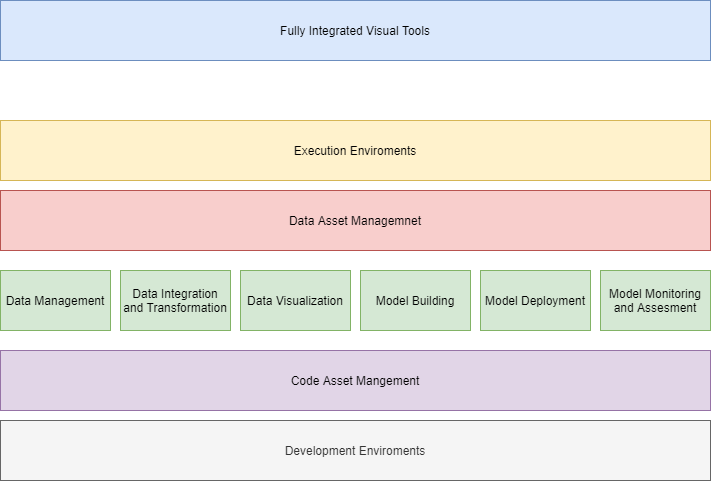 Fully Integrated Visual Tools
Execution Enviroments
Data Asset Managemnet
Data Management
Data Integration
and Transformation
Data Visualization
Model Building
Model Deployment
Model Monitoring
and Assesment
Code Asset Mangement
Development Enviroments